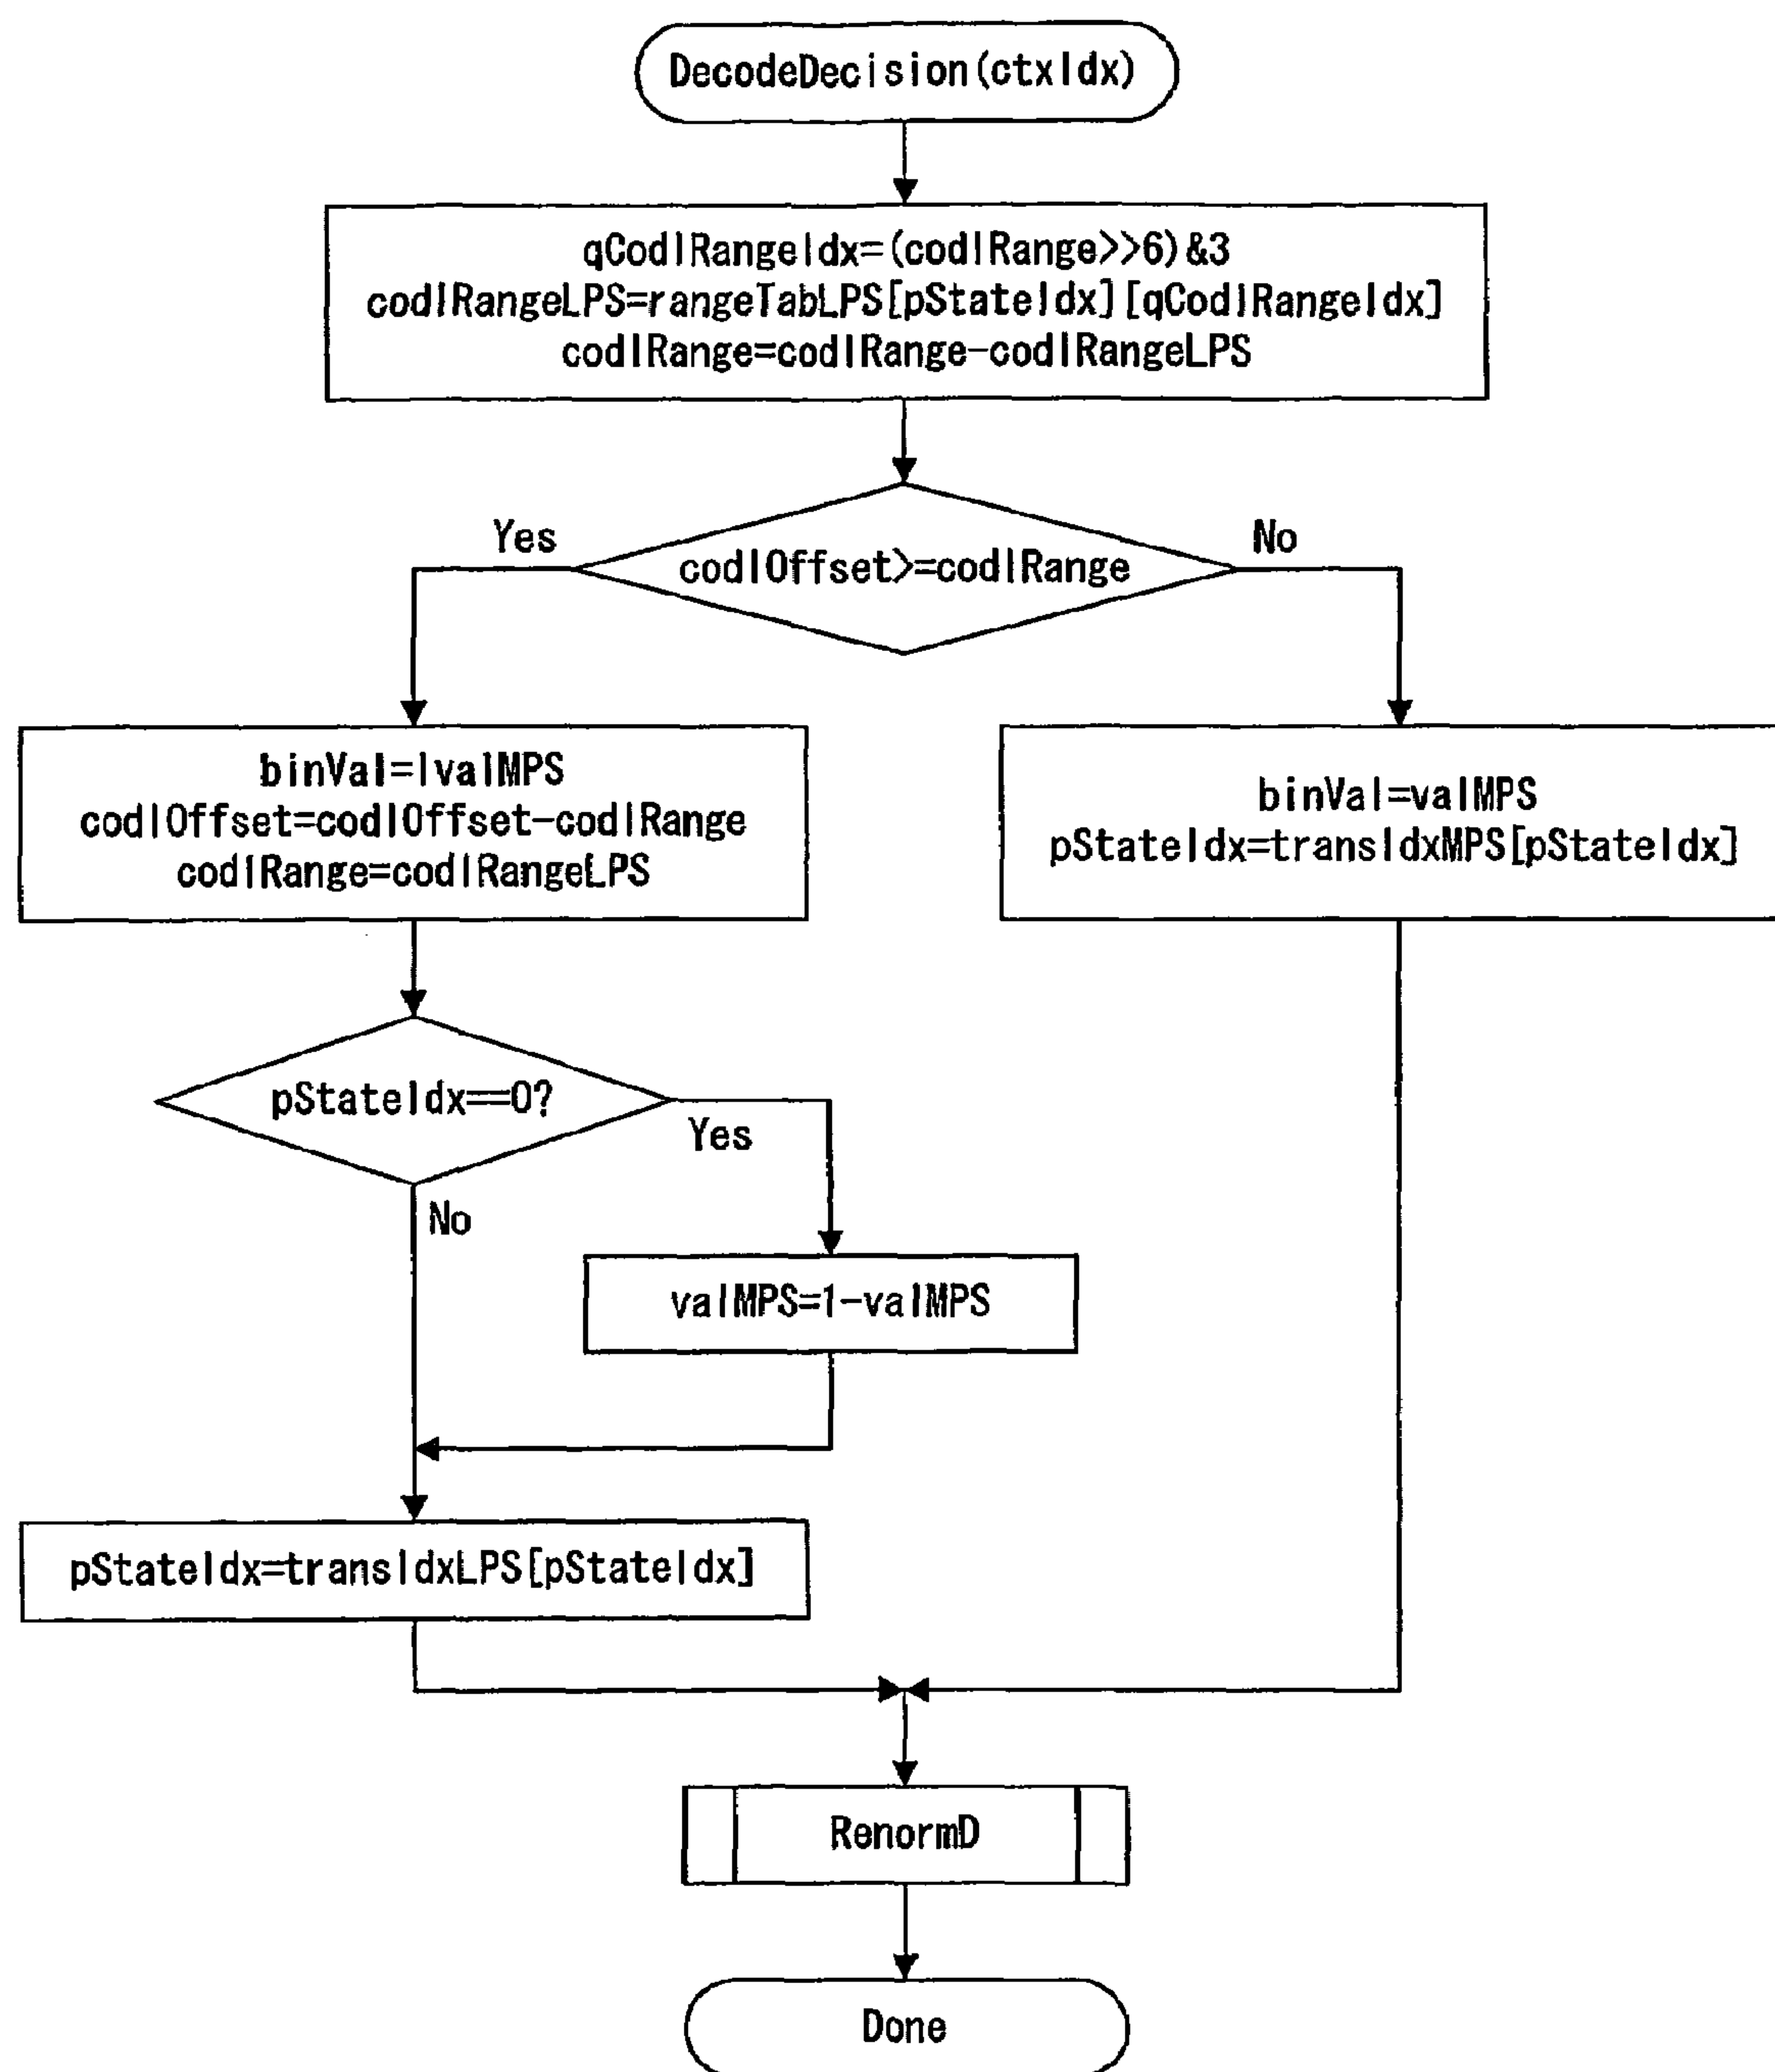 DecodeDecision(ctxIdx)
qCodIRangeIdx=(codIRange>>6)&3
codIRangeLPS=rangeTabLPS[pStateIdx][qCodIRangeIdx]
codIRange=codIRange-codIRangeLPS
Yes
codIOffset>=codIRange
No
binVal=!valMPS
codIOffset=codIOffset-codIRange
codIRange=codIRangeLPS
binVal=valMPS
pStateIdx=transIdxMPS[pStateIdx]
pStateIdx==0?
Yes
No
valMPS=1-valMPS
pStateIdx=transIdxLPS[pStateIdx]
RenormD
Done